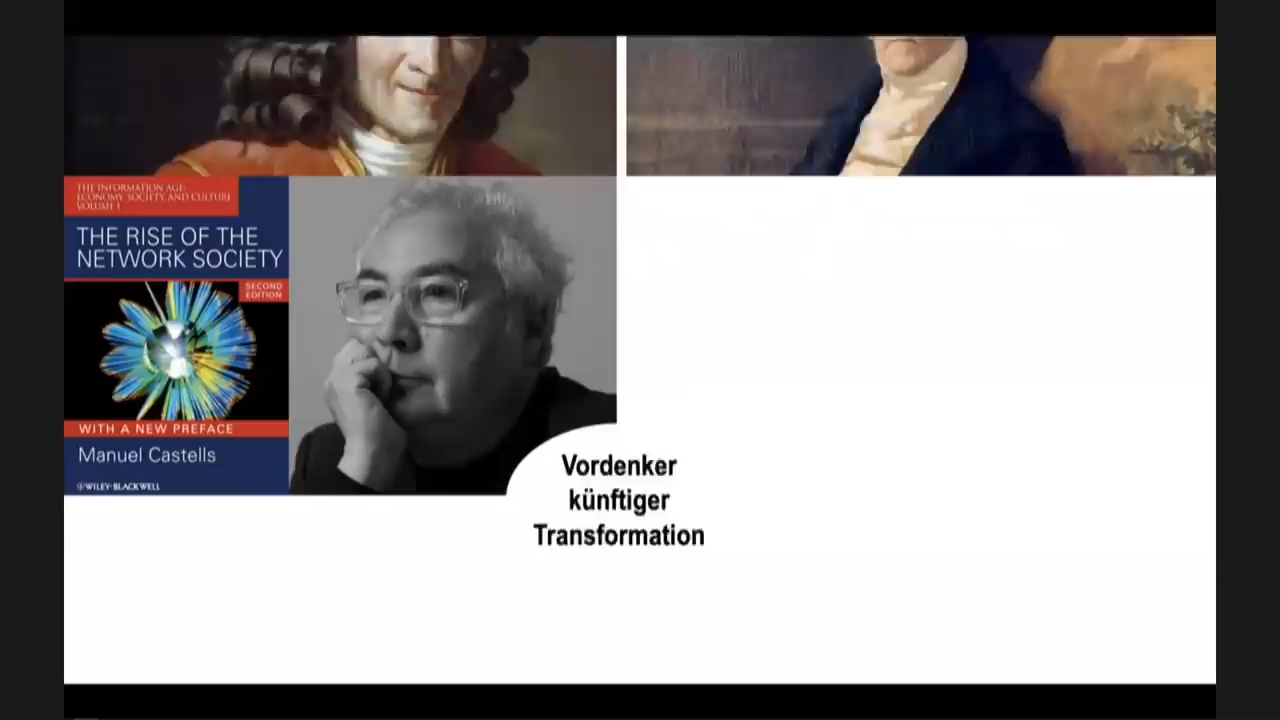 THE INFORMATION AGE:
ECONOMY, SOCIETY, AND CULTURE
VOLUME I
THE RISE OF THE
NETWORK SOCIETY
SECOND
EDITION
WITH A NEW PREFACE
Manuel Castells
WILEY-BLACKWELL
Vordenker
künftiger
Transformation